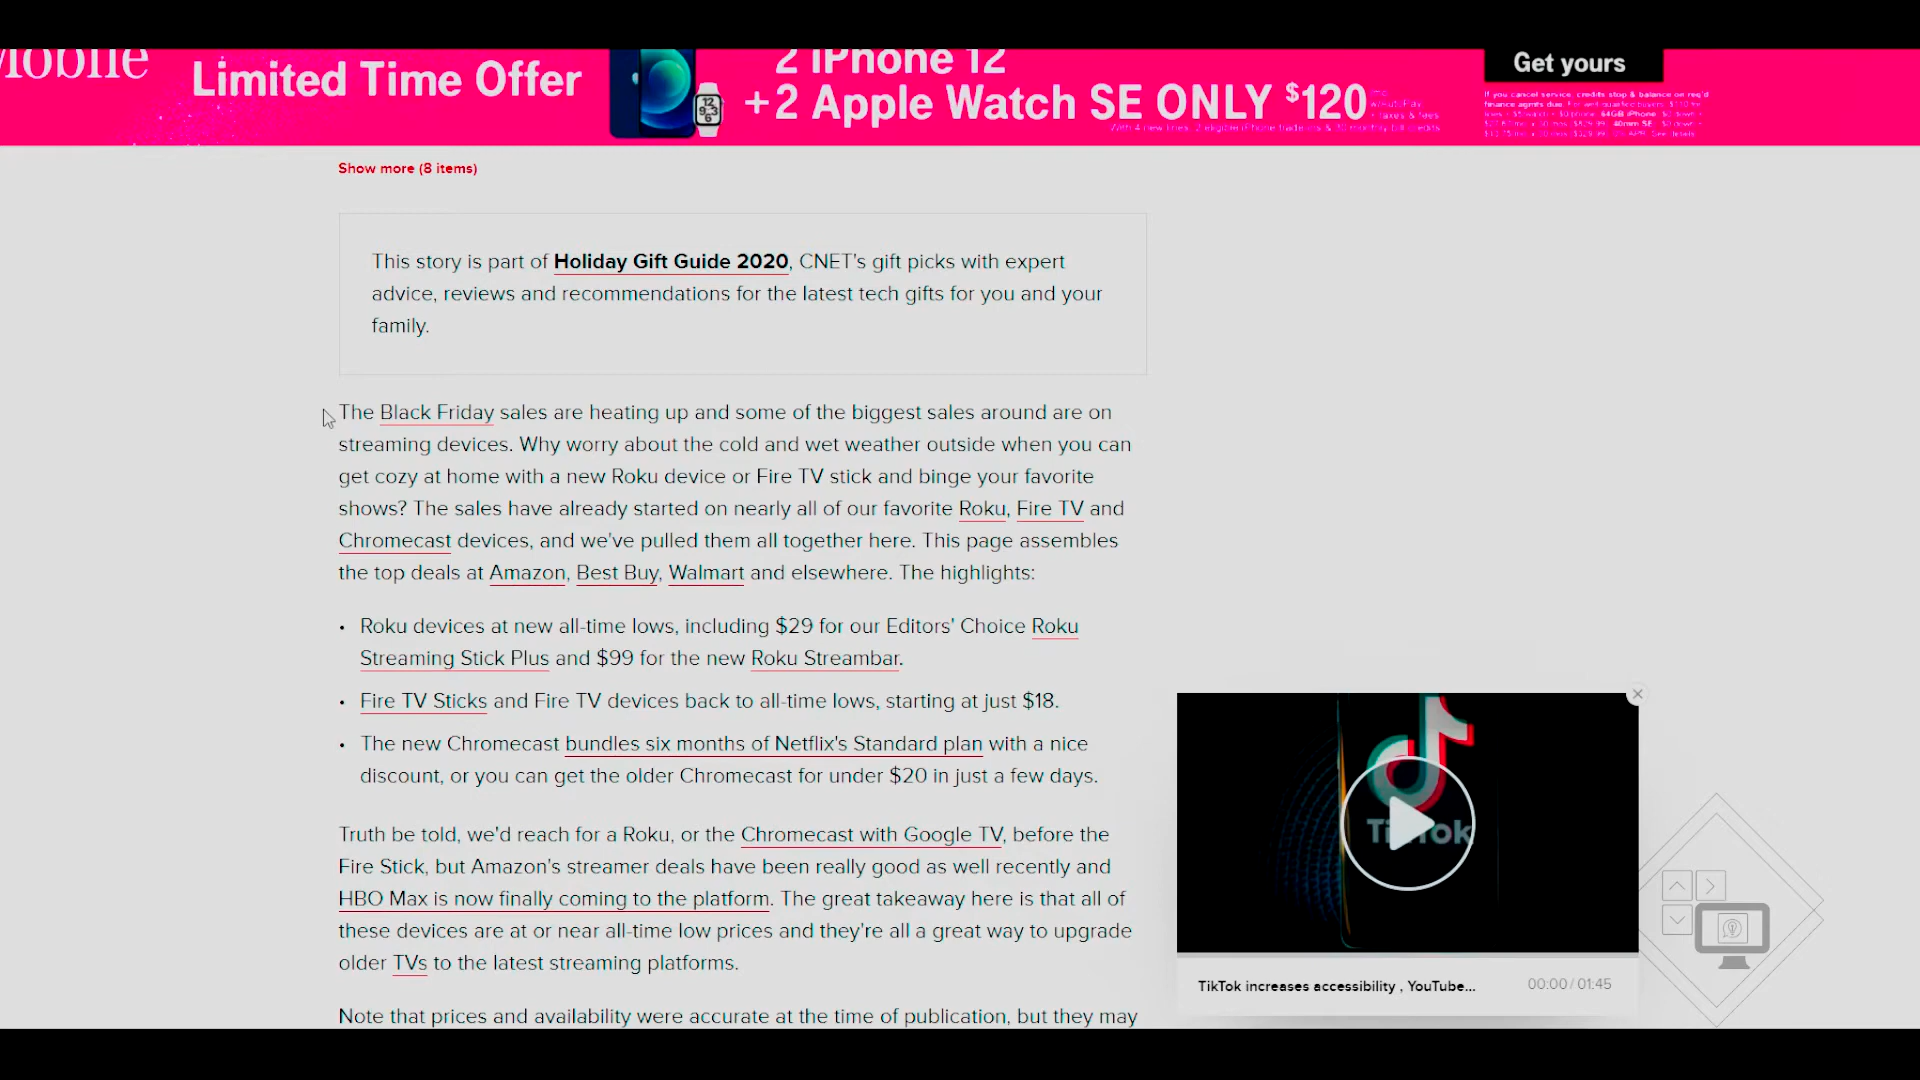 Mobile
Limited Time Offer
2 iPhone 12
+2 Apple Watch SE ONLY $120
Get yours
Show more (8 items)
This story is part of Holiday Gift Guide 2020, CNET's gift picks with expert
advice, reviews and recommendations for the latest tech gifts for you and your
family.
The Black Friday sales are heating up and some of the biggest sales around are on
streaming devices. Why worry about the cold and wet weather outside when you can
get cozy at home with a new Roku device or Fire TV stick and binge your favorite
shows? The sales have already started on nearly all of our favorite Roku, Fire TV and
Chromecast devices, and we've pulled them all together here. This page assembles
the top deals at Amazon, Best Buy, Walmart and elsewhere. The highlights:
• Roku devices at new all-time lows, including $29 for our Editors' Choice Roku
Streaming Stick Plus and $99 for the new Roku Streambar.
• Fire TV Sticks and Fire TV devices back to all-time lows, starting at just $18.
• The new Chromecast bundles six months of Netflix's Standard plan with a nice
discount, or you can get the older Chromecast for under $20 in just a few days.
Truth be told, we'd reach for a Roku, or the Chromecast with Google TV, before the
Fire Stick, but Amazon's streamer deals have been really good as well recently and
HBO Max is now finally coming to the platform. The great takeaway here is that all of
these devices are at or near all-time low prices and they're all a great way to upgrade
older TVs to the latest streaming platforms.
Note that prices and availability were accurate at the time of publication, but they may
TikTok
TikTok increases accessibility , YouTube...
00:00 / 01:45